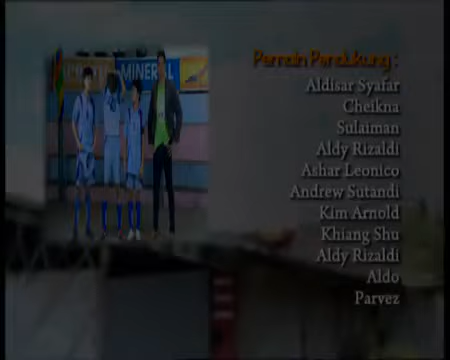 MINERAL
Pemain Pendukung :
Aldisar Syafar
Cheikna
Sulaiman
Aldy Rizaldi
Ashar Leonico
Andrew Sutandi
Kim Arnold
Khiang Shu
Aldy Rizaldi
Aldo
Parvez